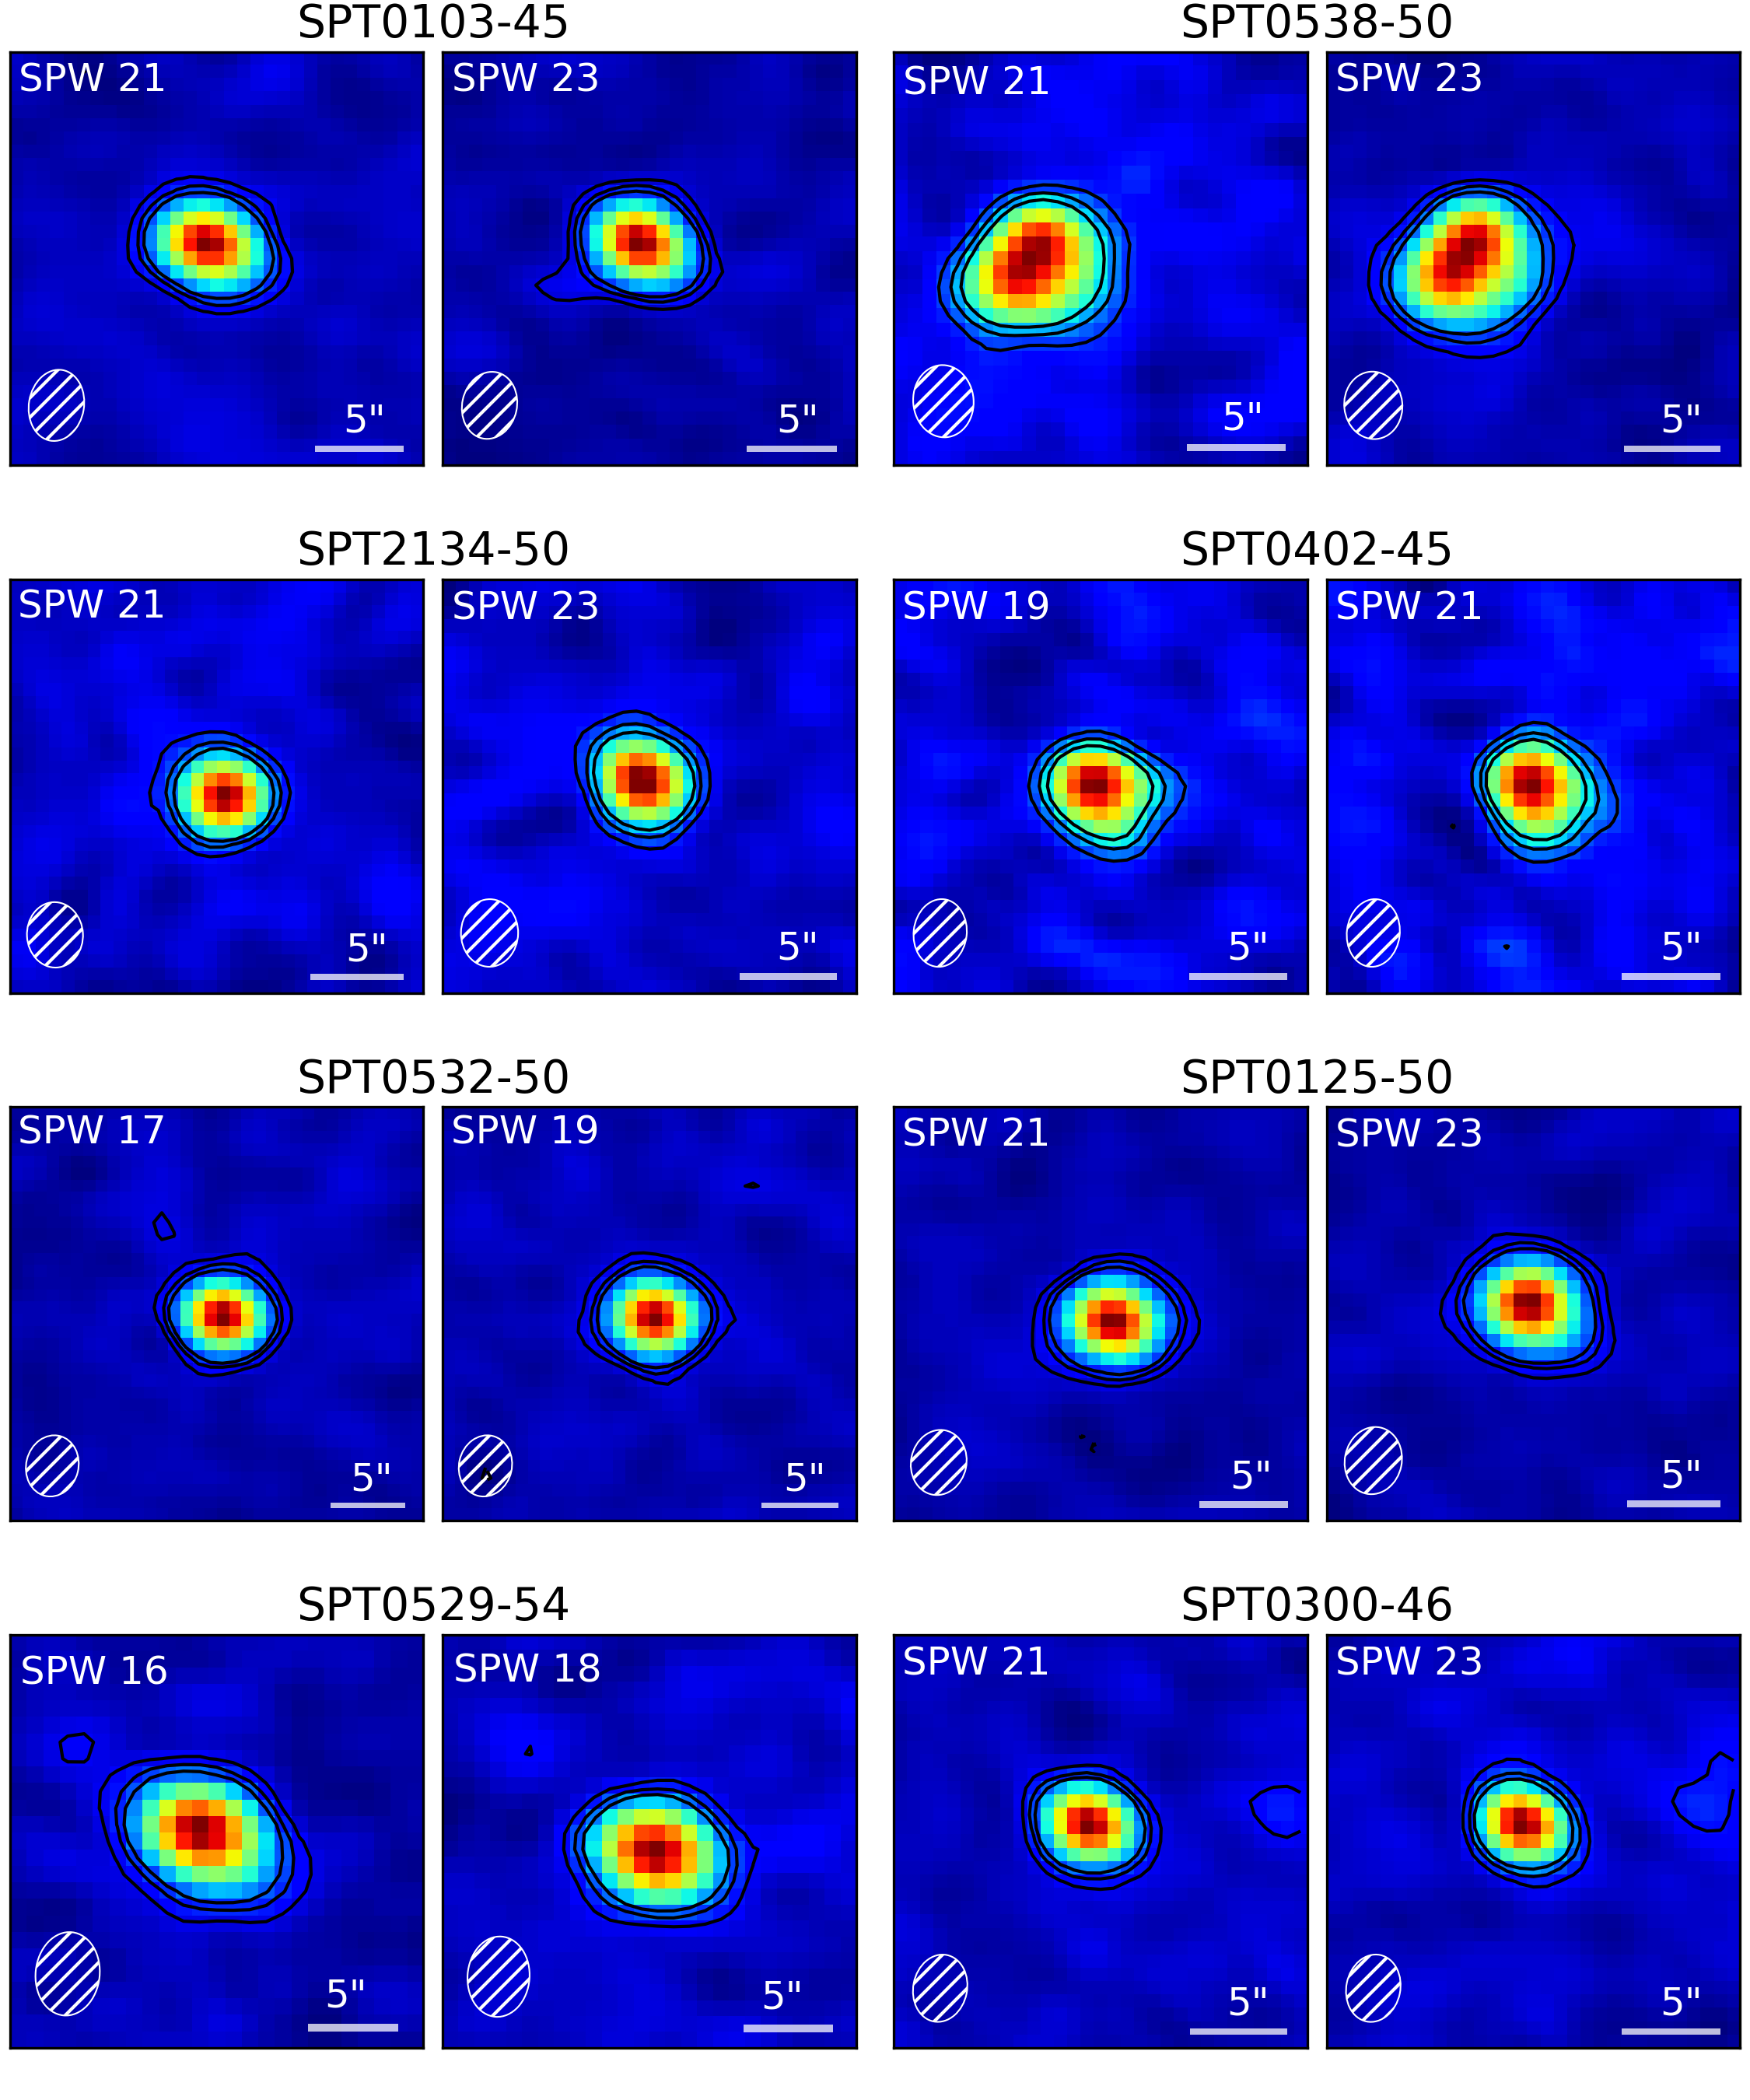 SPT0103-45
SPT0538-50
SPW 21
SPW 23
SPW 21
SPW 23
5"
5"
5"
5"
SPT2134-50
SPT0402-45
SPW 21
SPW 23
SPW 19
SPW 21
5"
5"
5"
5"
SPT0532-50
SPT0125-50
SPW 17
SPW 19
SPW 21
SPW 23
5"
5"
5"
5"
SPT0529-54
SPT0300-46
SPW 16
SPW 18
SPW 21
SPW 23
5"
5"
5"
5"